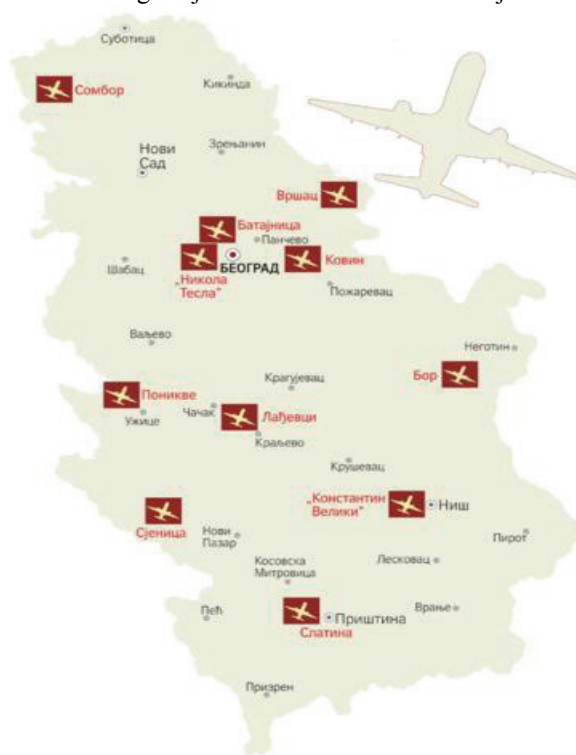 Суботица
Сомбор
Кикинда
Нови
Сад
Зрењанин
Вршац
Батајница
Панчево
БЕОГРАД
Ковин
„Никола
Тесла”
Шабац
Пожаревац
Ваљево
Неготин
Бор
Крагујевац
Поникве
Ужице
Чачак
Лађевци
Краљево
Крушевац
„Константин
Велики”
Ниш
Сјеница
Нови
Пазар
Пирот
Косовска
Митровица
Лесковац
Пећ
Слатина
Приштина
Врање
Призрен